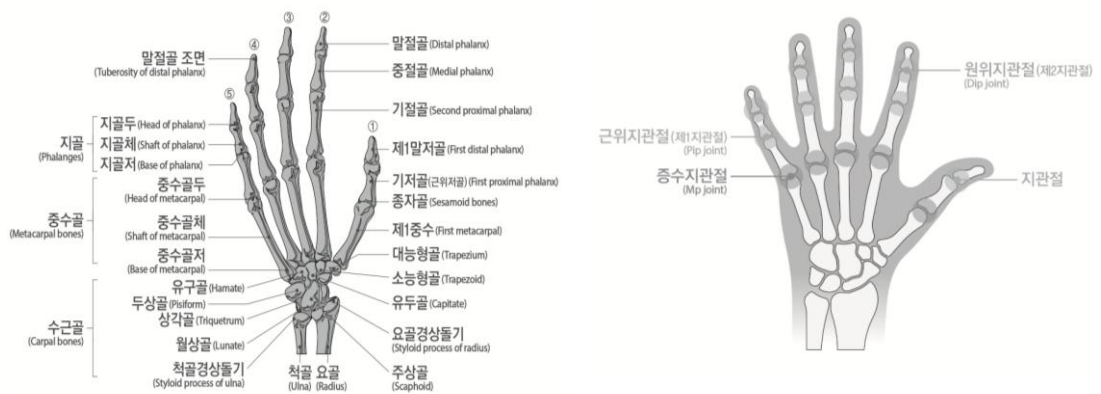 ③
②
④
말절골 조면
(Tuberosity of distal phalanx)
⑤
지골
(Phalanges)
지골두 (Head of phalanx)
지골체 (Shaft of phalanx)
지골저 (Base of phalanx)
중수골
(Metacarpal bones)
중수골두
(Head of metacarpal)
중수골체
(Shaft of metacarpal)
중수골저
(Base of metacarpal)
수근골
(Carpal bones)
유구골 (Hamate)
두상골 (Pisiform)
상각골 (Triquetrum)
월상골 (Lunate)
척골경상돌기
(Styloid process of ulna)
척골
(Ulna)
요골
(Radius)
말절골 (Distal phalanx)
중절골 (Medial phalanx)
기절골 (Second proximal phalanx)
①
제1말저골 (First distal phalanx)
기저골(근위저골) (First proximal phalanx)
종자골 (Sesamoid bones)
제1중수 (First metacarpal)
대능형골 (Trapezium)
소능형골 (Trapezoid)
유두골 (Capitate)
요골경상돌기
(Styloid process of radius)
주상골
(Scaphoid)
원위지관절 (제2지관절)
(Dip joint)
근위지관절 (제1지관절)
(Pip joint)
증수지관절
(Mp joint)
지관절